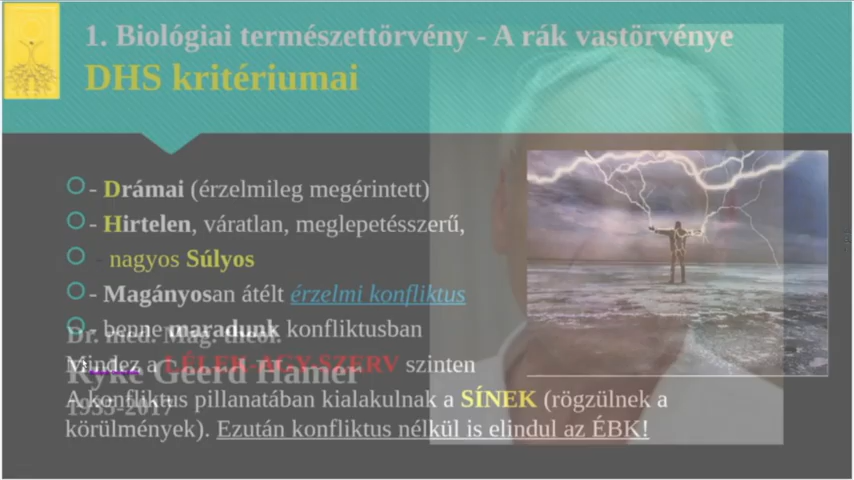 1. Biológiai természettörvény - A rák vastörvénye
DHS kritériumai
- Drámai (érzelmileg megérintett)
- Hirtelen, váratlan, meglepetésszerű,
- nagyos Súlyos
- Magányosan átélt érzelmi konfliktus
- benne maradunk konfliktusban
Dr. med. Mag. theol.
Mindez a LÉLEK-AGY-SZERV szinten
Ryke Geerd Hamer
A konfliktus pillanatában kialakulnak a SÍNEK (rögzülnek a
1935-2017
körülmények). Ezután konfliktus nélkül is elindul az ÉBK!